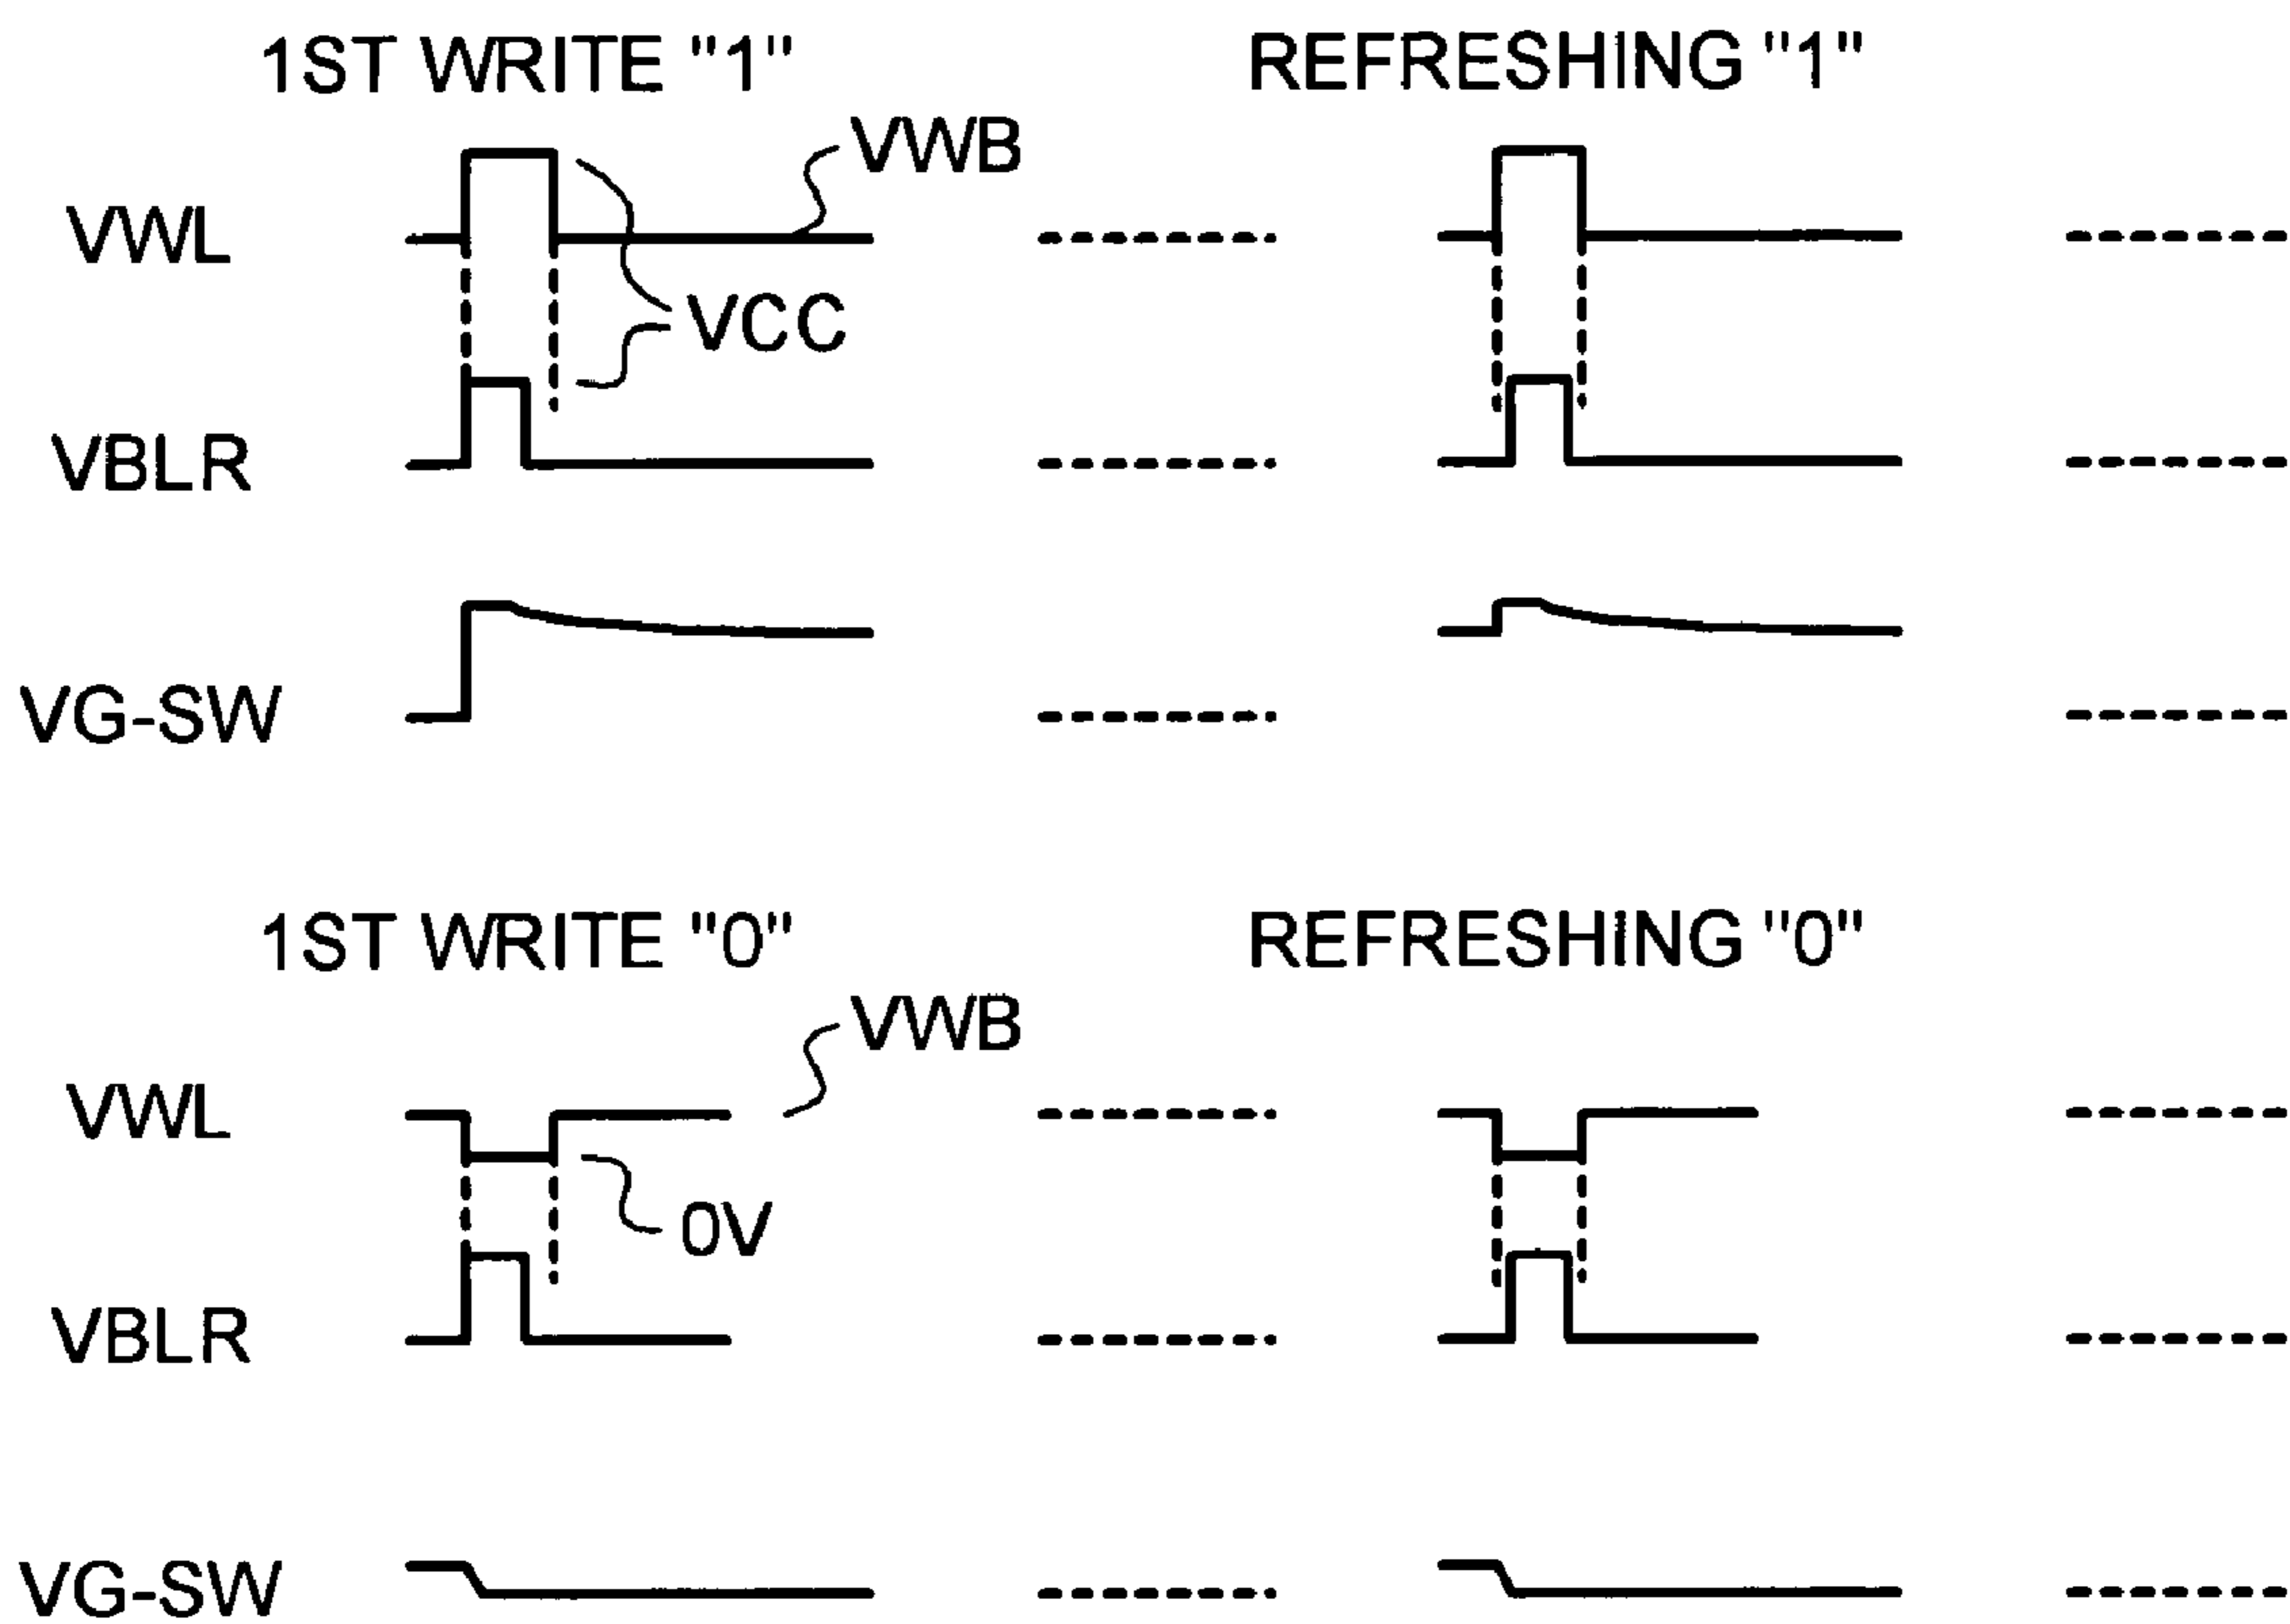 1ST WRITE "1"
REFRESHING "1"
VWB
VWL
VCC
VBLR
VG-SW
1ST WRITE "0"
REFRESHING "0"
VWB
VWL
0V
VBLR
VG-SW